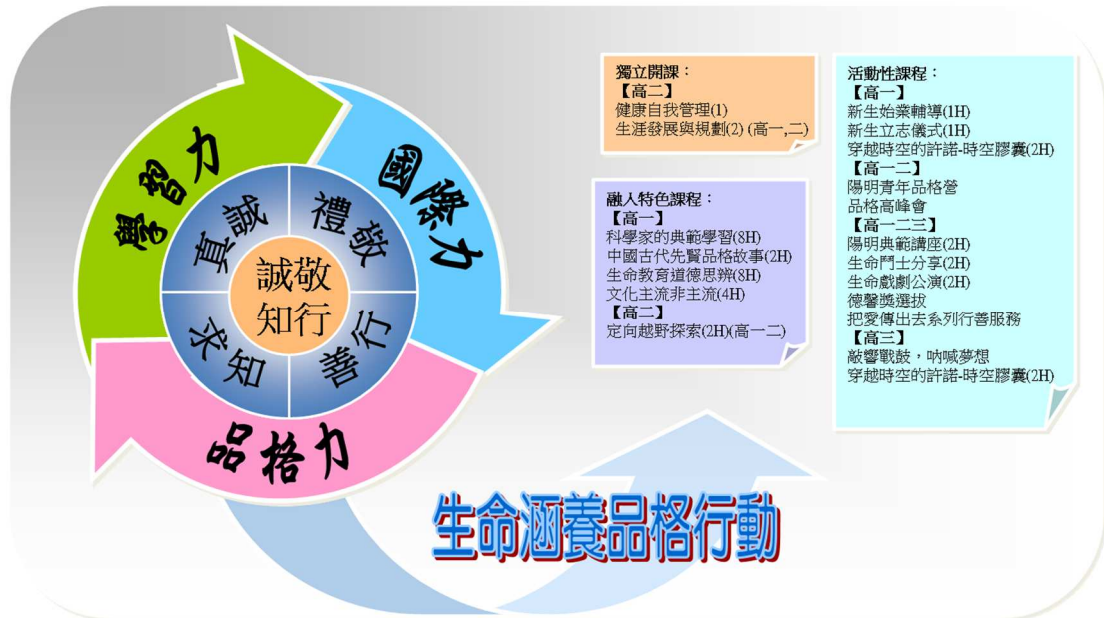 學習力
國際力
品格力
真誠
禮敬
求知
善行
誠敬
知行
獨立開課：
【高二】
健康自我管理(1)
生涯發展與規劃(2) (高一,二)
融入特色課程：
【高一】
科學家的典範學習(8H)
中國古代先賢品格故事(2H)
生命教育道德思辨(8H)
文化主流非主流(4H)
【高二】
定向越野探索(2H)(高一二)
活動性課程：
【高一】
新生始業輔導(1H)
新生立志儀式(1H)
穿越時空的許諾-時空膠囊(2H)
【高一二】
陽明青年品格營
品格高峰會
【高一二三】
陽明典範講座(2H)
生命鬥士分享(2H)
生命戲劇公演(2H)
德馨獎選拔
把愛傳出去系列行善服務
【高三】
敲響戰鼓，吶喊夢想
穿越時空的許諾-時空膠囊(2H)
生命涵養品格行動